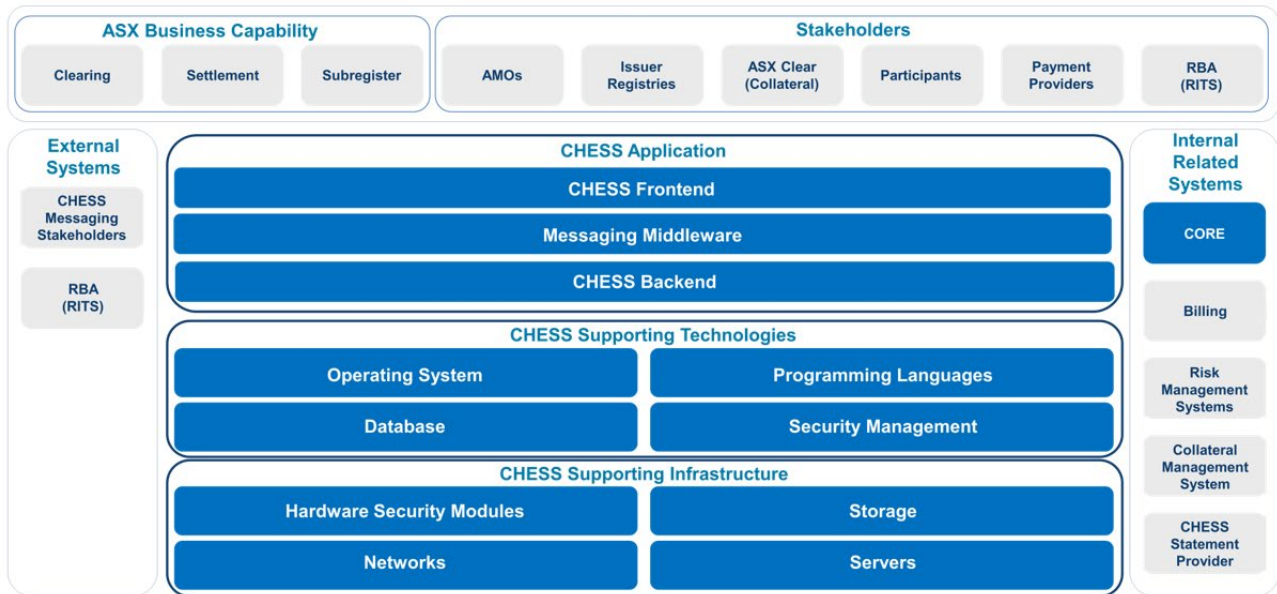 ASX Business Capability
Clearing
Settlement
Subregister
Stakeholders
AMOs
Issuer
Registries
ASX Clear
(Collateral)
Participants
Payment
Providers
RBA
(RITS)
External
Systems
CHESS
Messaging
Stakeholders
RBA
(RITS)
CHESS Application
CHESS Frontend
Messaging Middleware
CHESS Backend
CHESS Supporting Technologies
Operating System
Programming Languages
Database
Security Management
CHESS Supporting Infrastructure
Hardware Security Modules
Storage
Networks
Servers
Internal
Related
Systems
CORE
Billing
Risk
Management
Systems
Collateral
Management
System
CHESS
Statement
Provider